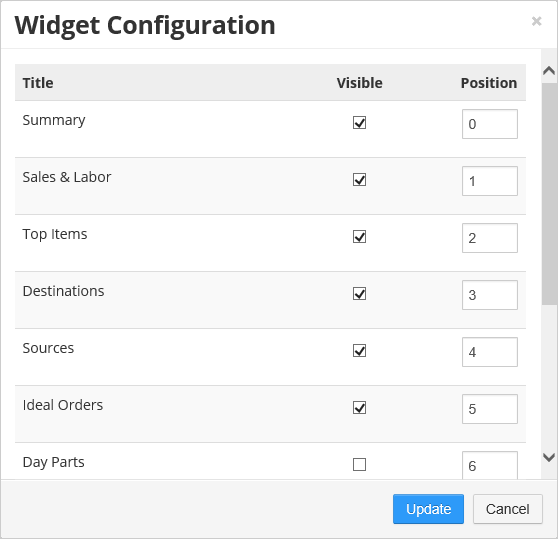 Widget Configuration ×
Title Visible Position
Summary 0
Sales & Labor 1
Top Items 2
Destinations 3
Sources 4
Ideal Orders 5
Day Parts 6
Update Cancel